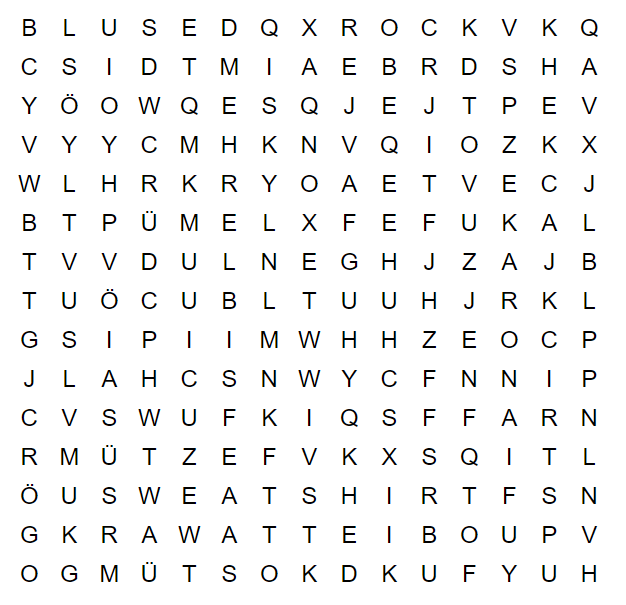 B L U S E D Q X R O C K V K Q
C S I D T M I A E B R D S H A
Y Ö O W Q E S Q J E J T P E V
V Y Y C M H K N V Q I O Z K X
W L H R K R Y O A E T V E C J
B T P Ü M E L X F E F U K A L
T V V D U L N E G H J Z A J B
T U Ö C U B L T U U H J R K L
G S I P I I M W H H Z E O C P
J L A H C S N W Y C F N N I P
C V S W U F K I Q S F F A R N
R M Ü T Z E F V K X S Q I T L
Ö U S W E A T S H I R T F S N
G K R A W A T T E I B O U P V
O G M Ü T S O K D K U F Y U H